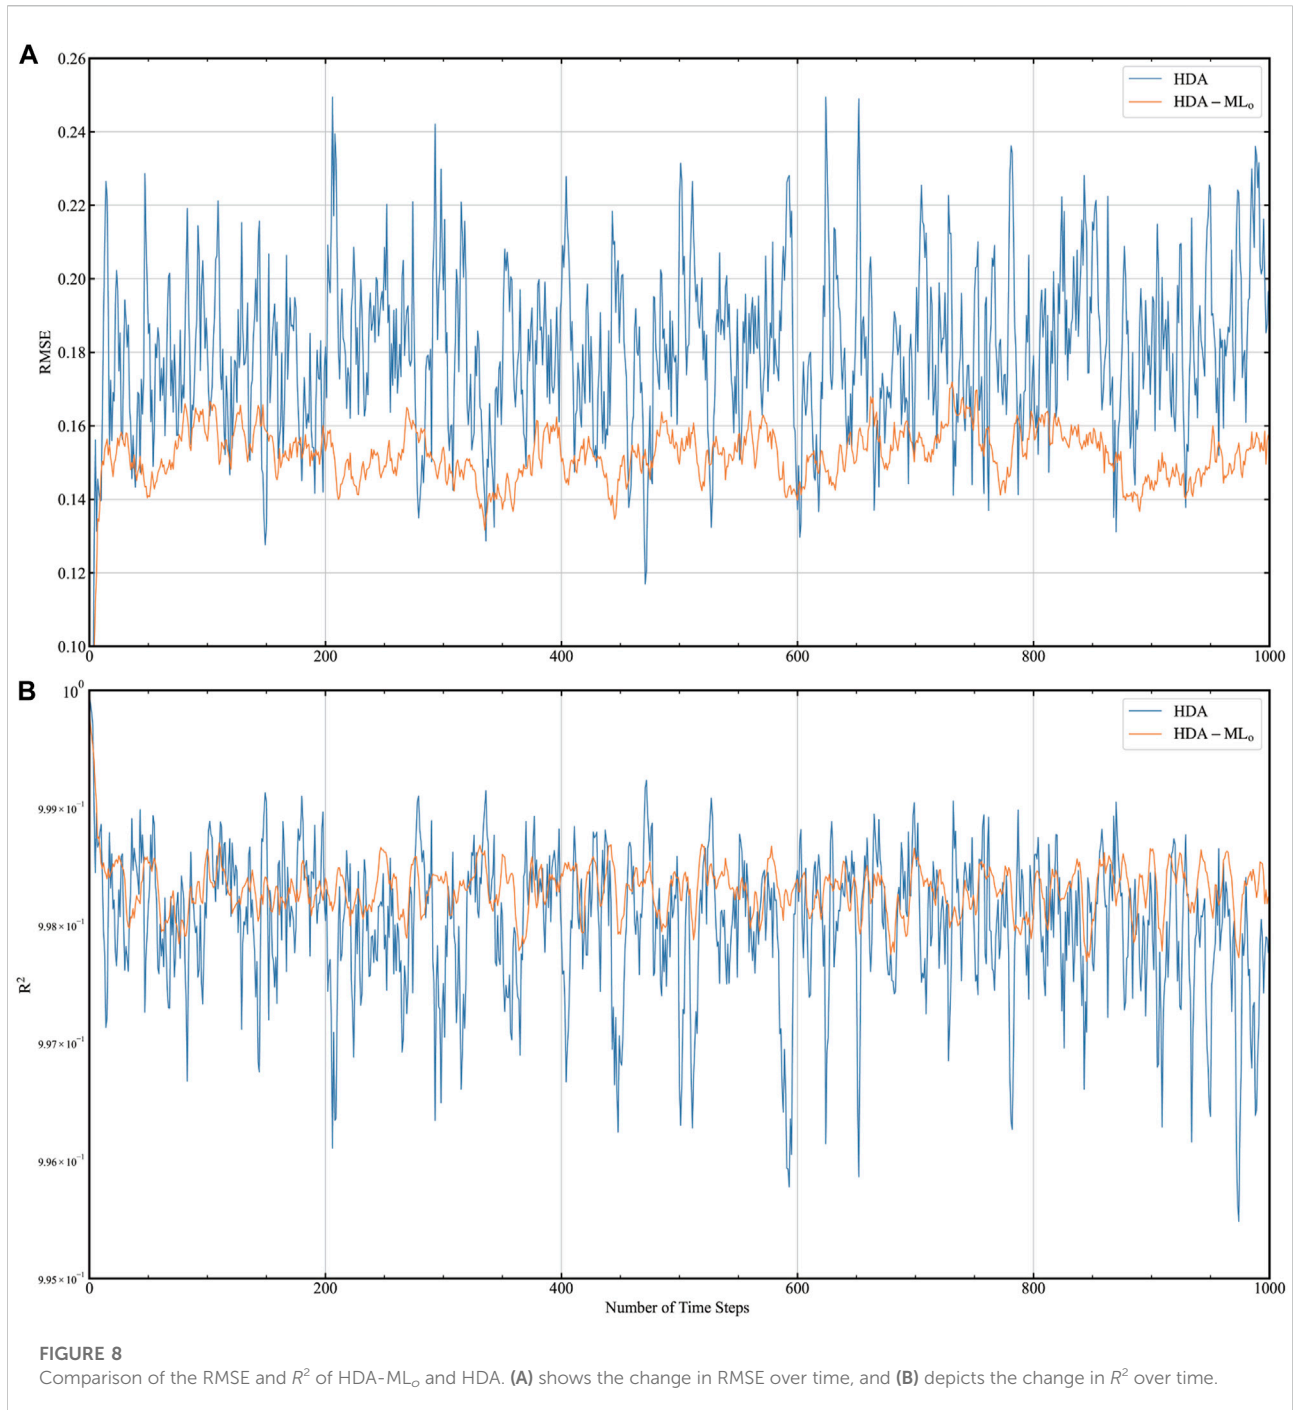 A
0.26
0.24
0.22
0.20
0.18
0.16
0.14
0.12
0.10
RMSE
HDA
HDA – MLₒ
0 200 400 600 800 1000
B
10⁰
9.99 × 10⁻¹
9.98 × 10⁻¹
9.97 × 10⁻¹
9.96 × 10⁻¹
9.95 × 10⁻¹
R²
HDA
HDA – MLₒ
0 200 400 600 800 1000
Number of Time Steps
FIGURE 8
Comparison of the RMSE and R² of HDA-MLₒ and HDA. (A) shows the change in RMSE over time, and (B) depicts the change in R² over time.